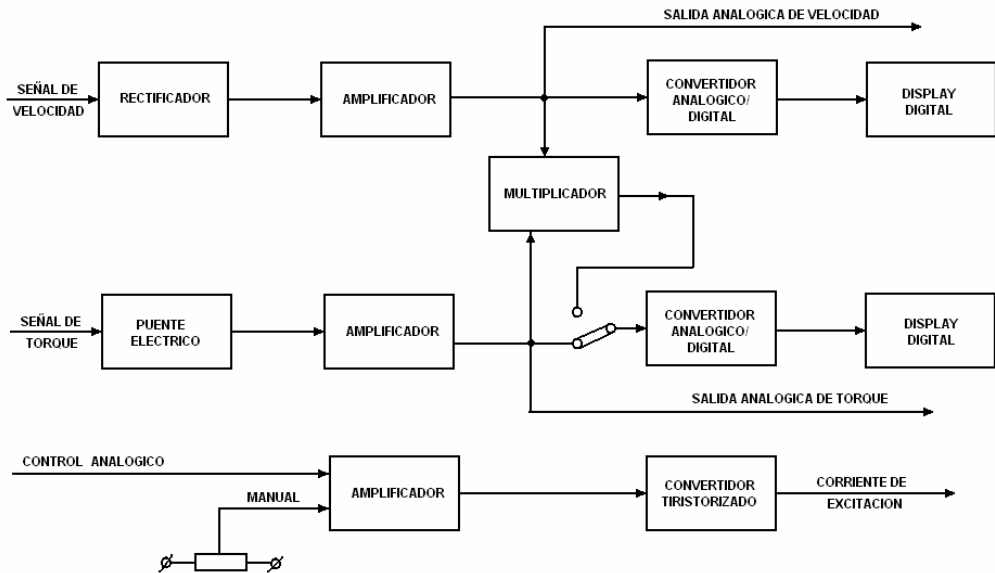 SALIDA ANALOGICA DE VELOCIDAD
SEÑAL DE
VELOCIDAD
RECTIFICADOR
AMPLIFICADOR
CONVERTIDOR
ANALOGICO/
DIGITAL
DISPLAY
DIGITAL
MULTIPLICADOR
SEÑAL DE
TORQUE
PUENTE
ELECTRICO
AMPLIFICADOR
CONVERTIDOR
ANALOGICO/
DIGITAL
DISPLAY
DIGITAL
SALIDA ANALOGICA DE TORQUE
CONTROL ANALOGICO
MANUAL
AMPLIFICADOR
CONVERTIDOR
TIRISTORIZADO
CORRIENTE DE
EXCITACION